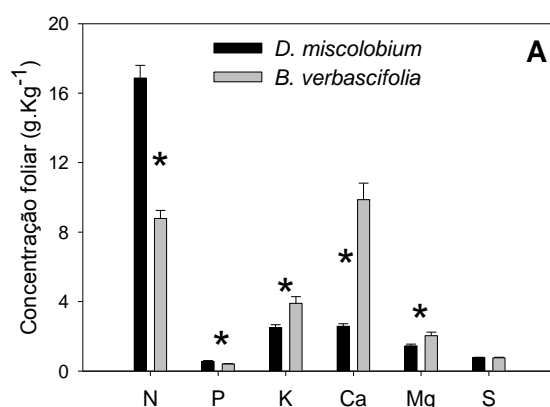 20
16
12
8
4
0
Concentração foliar (g.Kg-1)
D. miscolobium
B. verbascifolia
A
*
*
*
*
*
N P K Ca Mg S